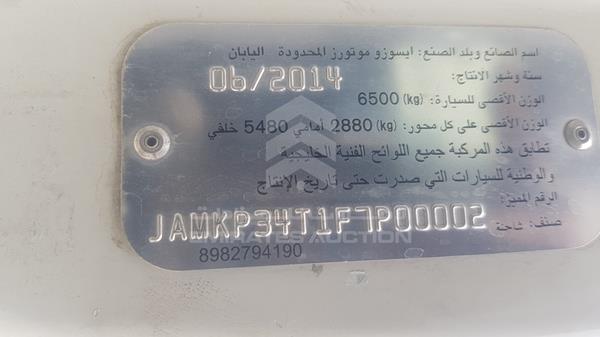 اسم الصانع وبلد الصنع: ايسوزو موتورز المحدودة اليابان
سنة وشهر الانتاج: 06/2014
الوزن الأقصى للسيارة: (kg) 6500
الوزن الأقصى على كل محور: (kg) 2880 أمامي 5480 خلفي
تطابق هذه المركبة جميع اللوائح الفنية الخليجية
والوطنية للسيارات التي صدرت حتى تاريخ الإنتاج
الرقم المميز:
JAMKP34T1F7P00002
صنف: شاحنة
EMIRATES AUCTION
8982794190